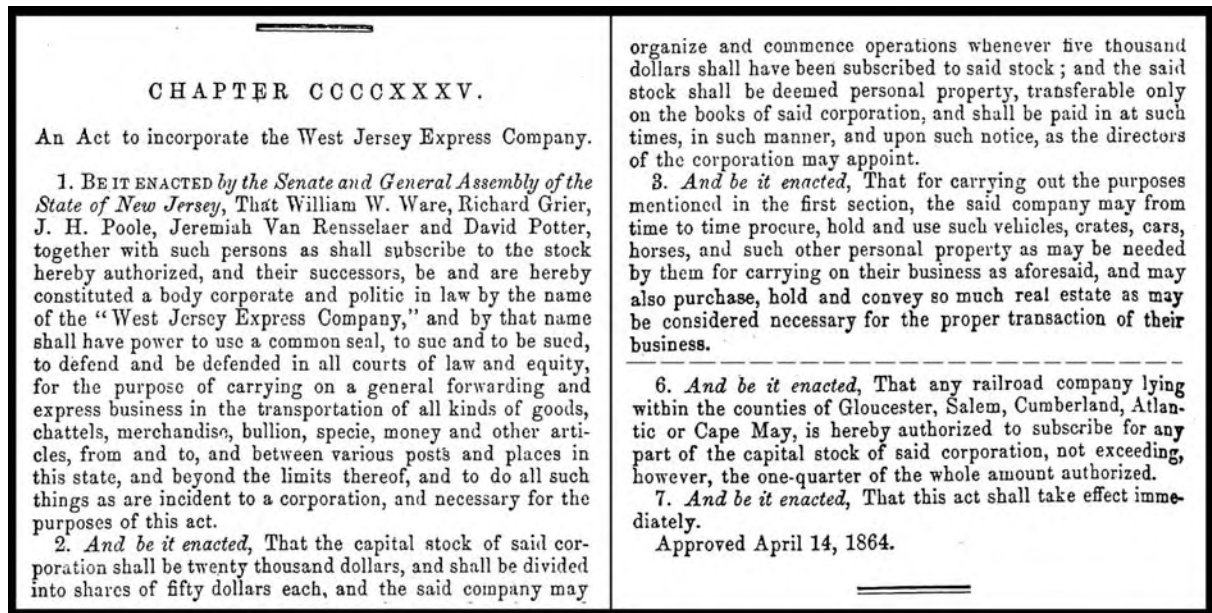 CHAPTER CCCCXXXV.
An Act to incorporate the West Jersey Express Company.
1. BE IT ENACTED by the Senate and General Assembly of the
State of New Jersey, That William W. Ware, Richard Grier,
J. H. Poole, Jeremiah Van Rensselaer and David Potter,
together with such persons as shall subscribe to the stock
hereby authorized, and their successors, be and are hereby
constituted a body corporate and politic in law by the name
of the "West Jersey Express Company," and by that name
shall have power to use a common seal, to sue and to be sued,
to defend and be defended in all courts of law and equity,
for the purpose of carrying on a general forwarding and
express business in the transportation of all kinds of goods,
chattels, merchandise, bullion, specie, money and other arti-
cles, from and to, and between various posts and places in
this state, and beyond the limits thereof, and to do all such
things as are incident to a corporation, and necessary for the
purposes of this act.
2. And be it enacted, That the capital stock of said cor-
poration shall be twenty thousand dollars, and shall be divided
into shares of fifty dollars each, and the said company may
organize and commence operations whenever five thousand
dollars shall have been subscribed to said stock; and the said
stock shall be deemed personal property, transferable only
on the books of said corporation, and shall be paid in at such
times, in such manner, and upon such notice, as the directors
of the corporation may appoint.
3. And be it enacted, That for carrying out the purposes
mentioned in the first section, the said company may from
time to time procure, hold and use such vehicles, crates, cars,
horses, and such other personal property as may be needed
by them for carrying on their business as aforesaid, and may
also purchase, hold and convey so much real estate as may
be considered necessary for the proper transaction of their
business.
6. And be it enacted, That any railroad company lying
within the counties of Gloucester, Salem, Cumberland, Atlan-
tic or Cape May, is hereby authorized to subscribe for any
part of the capital stock of said corporation, not exceeding,
however, the one-quarter of the whole amount authorized.
7. And be it enacted, That this act shall take effect imme-
diately.
Approved April 14, 1864.